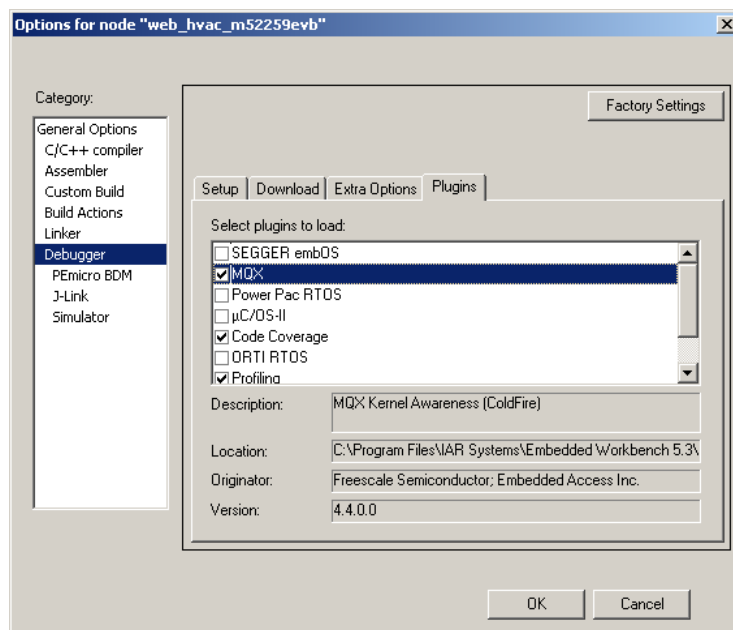 Options for node "web_hvac_m52259evb"
Category:
Factory Settings
General Options
C/C++ compiler
Assembler
Custom Build
Build Actions
Linker
Debugger
PEmicro BDM
J-Link
Simulator
Setup Download Extra Options Plugins
Select plugins to load:
SEGGER embOS
MQX
Power Pac RTOS
µC/OS-II
Code Coverage
ORTI RTOS
Profiling
Description: MQX Kernel Awareness (ColdFire)
Location: C:\Program Files\IAR Systems\Embedded Workbench 5.3\
Originator: Freescale Semiconductor; Embedded Access Inc.
Version: 4.4.0.0
OK Cancel